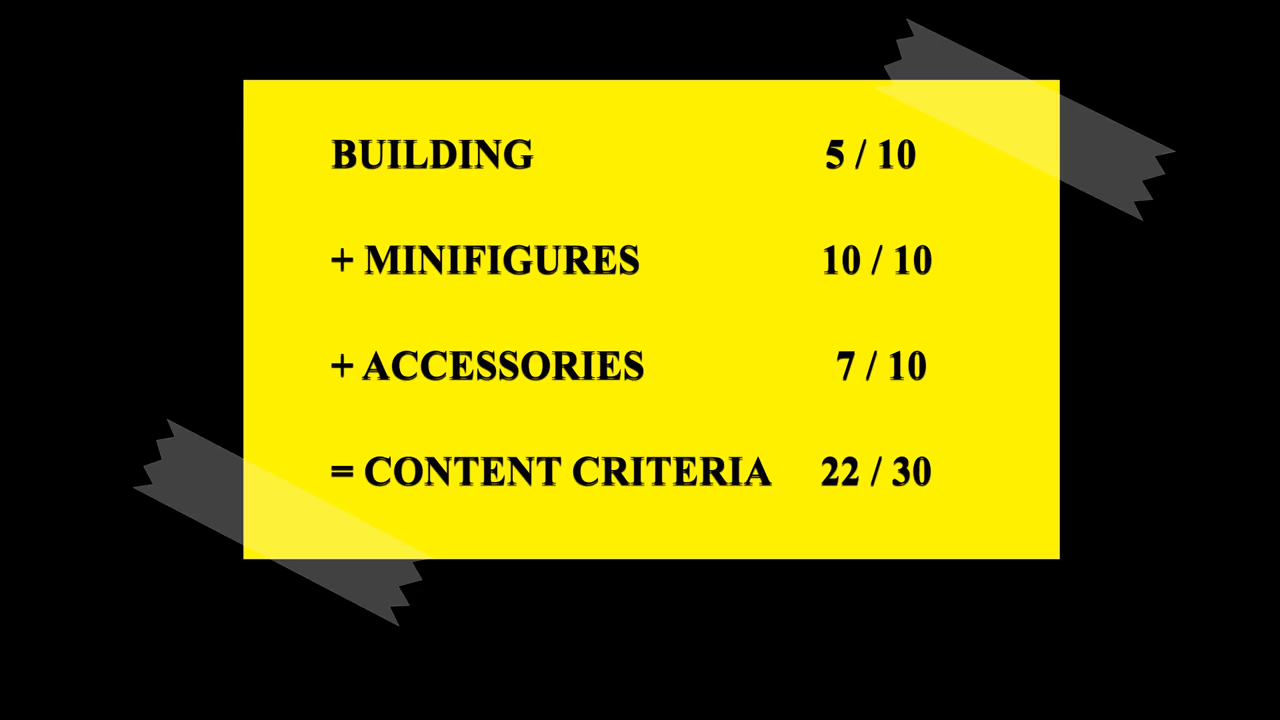 BUILDING 5 / 10
+ MINIFIGURES 10 / 10
+ ACCESSORIES 7 / 10
= CONTENT CRITERIA 22 / 30